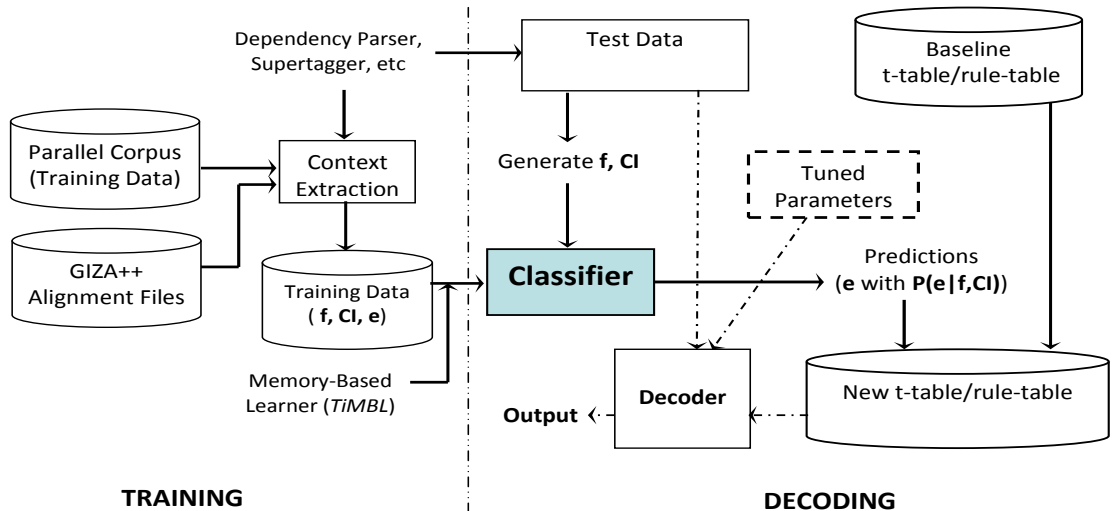 Dependency Parser,
Supertagger, etc
Test Data
Baseline
t-table/rule-table
Parallel Corpus
(Training Data)
Context
Extraction
Generate f, CI
Tuned
Parameters
GIZA++
Alignment Files
Training Data
( f, CI, e)
Classifier
Predictions
(e with P(e|f,CI))
Memory-Based
Learner (TiMBL)
Output
Decoder
New t-table/rule-table
TRAINING
DECODING